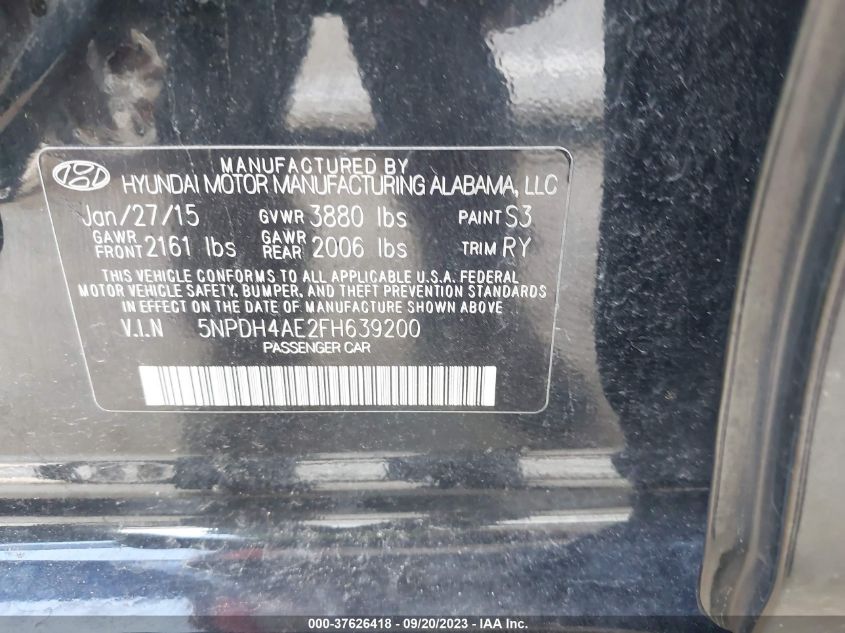 MANUFACTURED BY
HYUNDAI MOTOR MANUFACTURING ALABAMA, LLC
Jan/27/15 GVWR 3880 lbs PAINT S3
GAWR FRONT 2161 lbs GAWR REAR 2006 lbs TRIM RY
THIS VEHICLE CONFORMS TO ALL APPLICABLE U.S.A. FEDERAL
MOTOR VEHICLE SAFETY, BUMPER, AND THEFT PREVENTION STANDARDS
IN EFFECT ON THE DATE OF MANUFACTURE SHOWN ABOVE
V.I.N 5NPDH4AE2FH639200
PASSENGER CAR
000-37626418 - 09/20/2023 - IAA Inc.